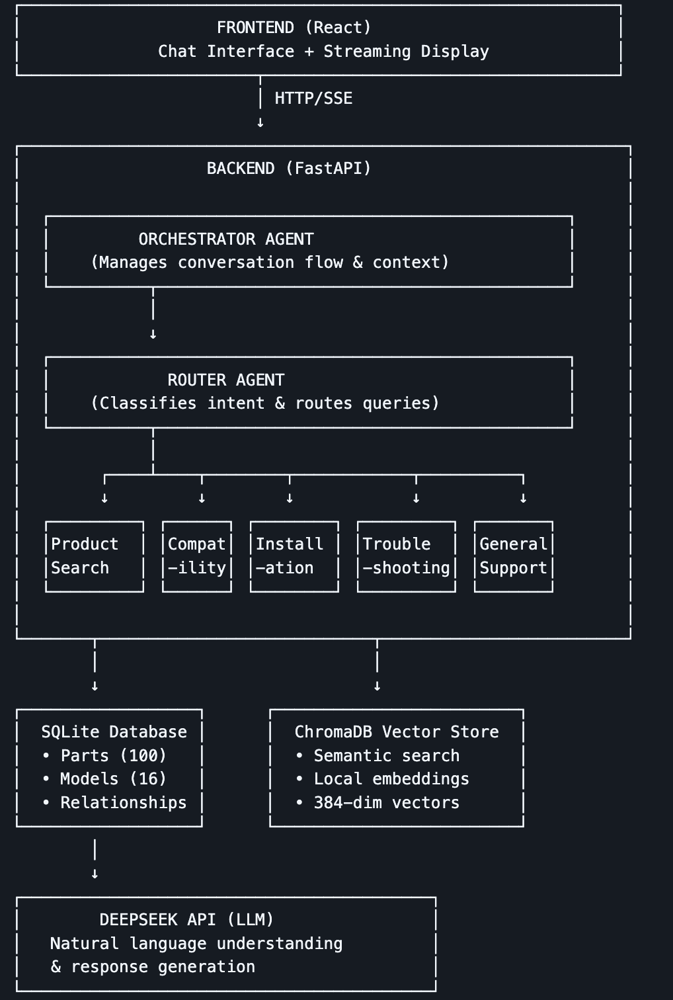 FRONTEND (React)
Chat Interface + Streaming Display
HTTP/SSE
BACKEND (FastAPI)
ORCHESTRATOR AGENT
(Manages conversation flow & context)
ROUTER AGENT
(Classifies intent & routes queries)
Product
Search
Compat
-ility
Install
-ation
Trouble
-shooting
General
Support
SQLite Database
• Parts (100)
• Models (16)
• Relationships
ChromaDB Vector Store
• Semantic search
• Local embeddings
• 384-dim vectors
DEEPSEEK API (LLM)
Natural language understanding
& response generation